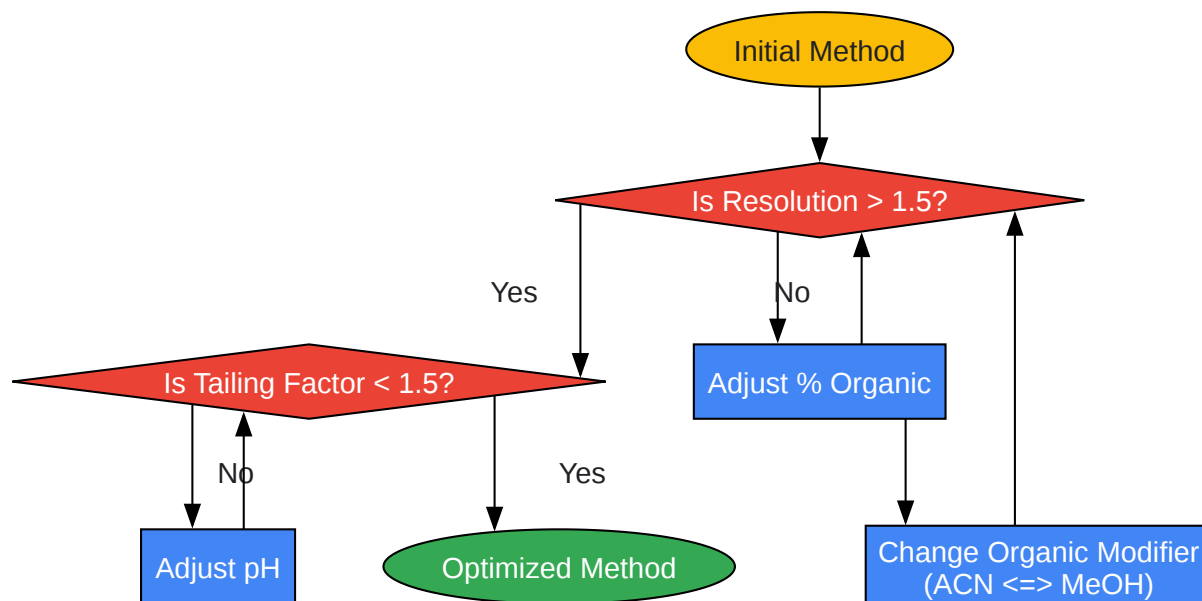 Initial Method
Is Resolution > 1.5?
Yes
No
Is Tailing Factor < 1.5?
Adjust % Organic
No
Yes
Adjust pH
Optimized Method
Change Organic Modifier
(ACN <=> MeOH)